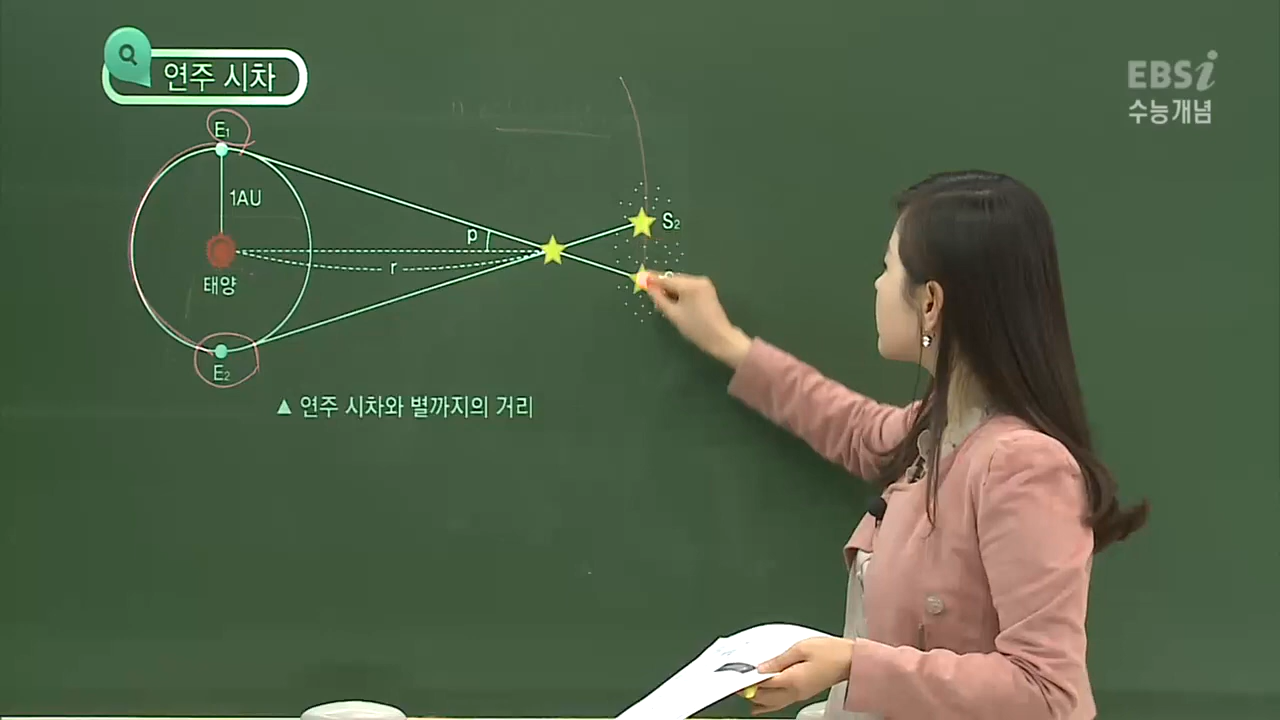 연주 시차
EBSi
수능개념
E₁
1AU
p
S₂
r
태양
E₂
▲ 연주 시차와 별까지의 거리